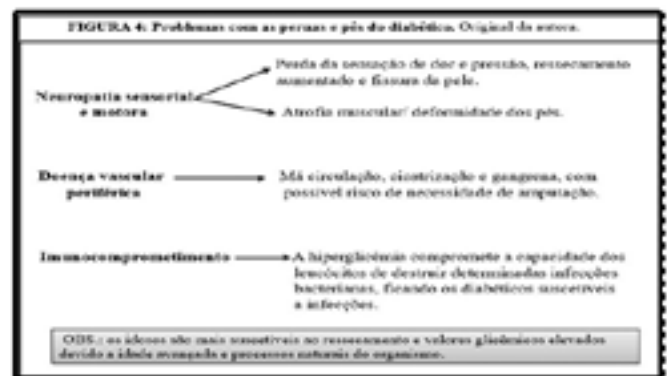 FIGURA 4: Problemas com as pernas e pés do diabético. Original da autora.
Perda da sensação de dor e pressão, ressecamento
aumentado e fissura da pele.
Neuropatia sensorial
e motora
Atrofia muscular/ deformidade dos pés.
Doença vascular
periférica
Má circulação, cicatrização e gangrena, com
possível risco de necessidade de amputação.
Imunocomprometimento
A hiperglicêmia compromete a capacidade dos
leucócitos de destruir determinadas infecções
bacterianas, ficando os diabéticos suscetíveis
a infecções.
OBS.: os idosos são mais suscetíveis ao ressecamento e valores glicêmicos elevados
devido a idade avançada e processos naturais do organismo.